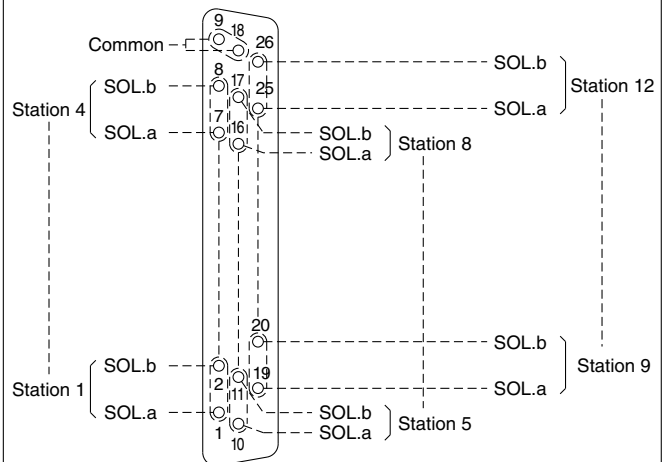 9 18
Common 26
8 SOL.b
SOL.b 17 25 Station 12
Station 4 7 SOL.a
SOL.a 16 SOL.b
SOL.a Station 8
20
SOL.b SOL.b
2 11 19 Station 9
Station 1 SOL.a
SOL.a SOL.b
1 10 SOL.a Station 5